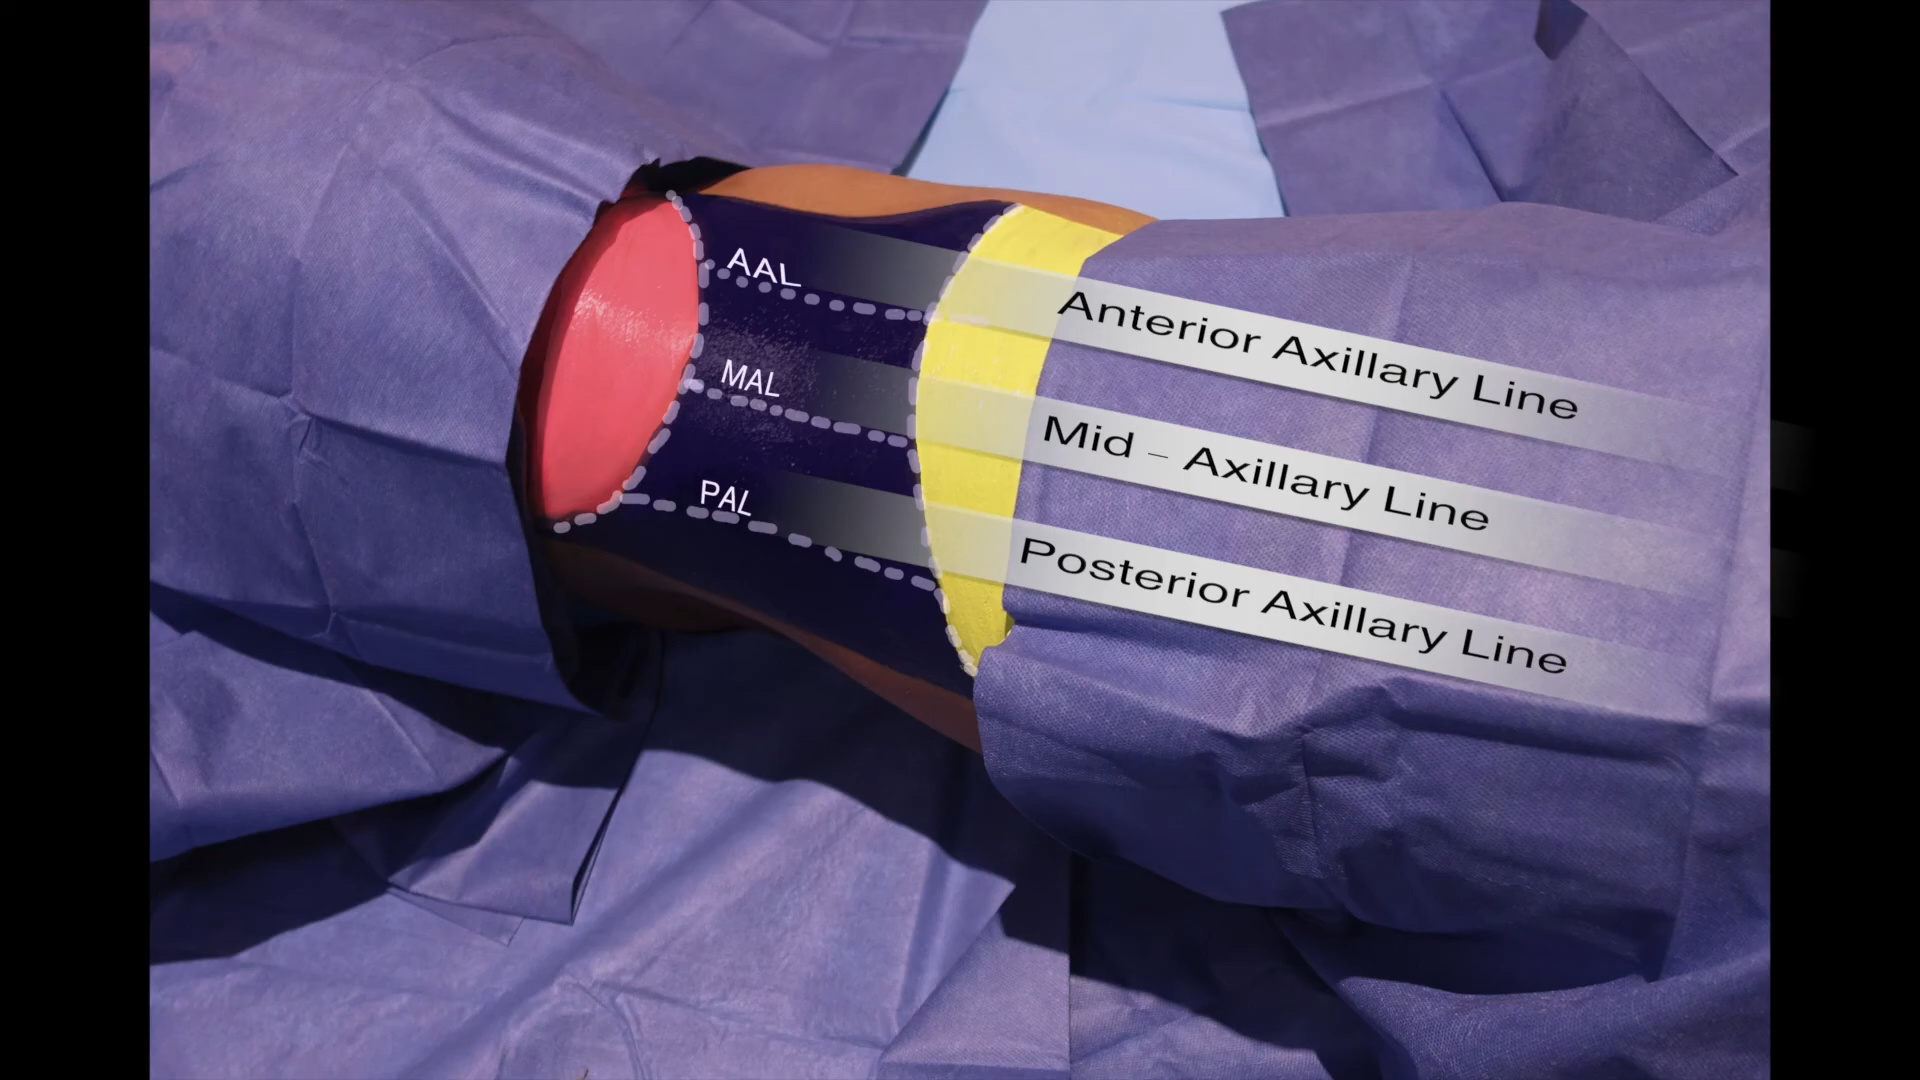 AAL
Anterior Axillary Line
MAL
Mid – Axillary Line
PAL
Posterior Axillary Line